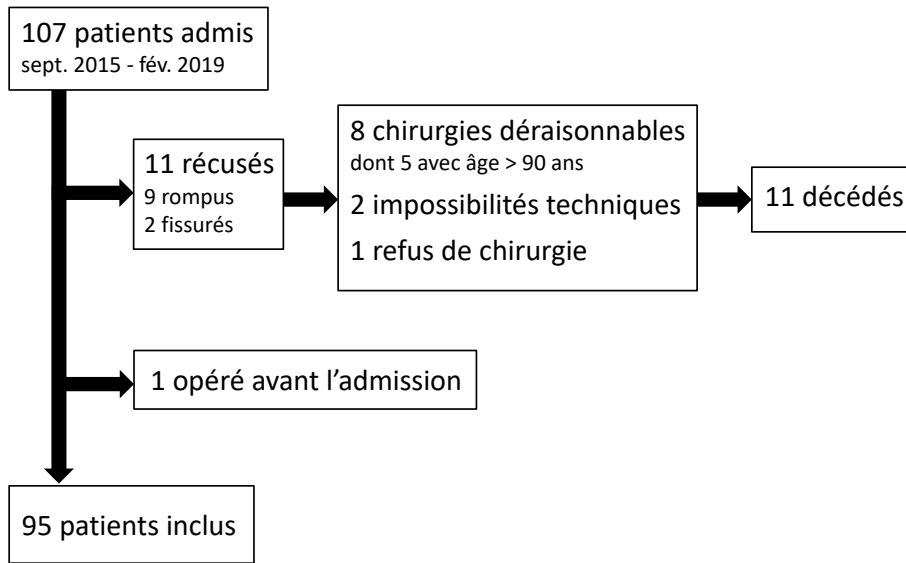 107 patients admis
sept. 2015 - fév. 2019
11 récusés
9 rompus
2 fissurés
8 chirurgies déraisonnables
dont 5 avec âge > 90 ans
2 impossibilités techniques
1 refus de chirurgie
11 décédés
1 opéré avant l'admission
95 patients inclus